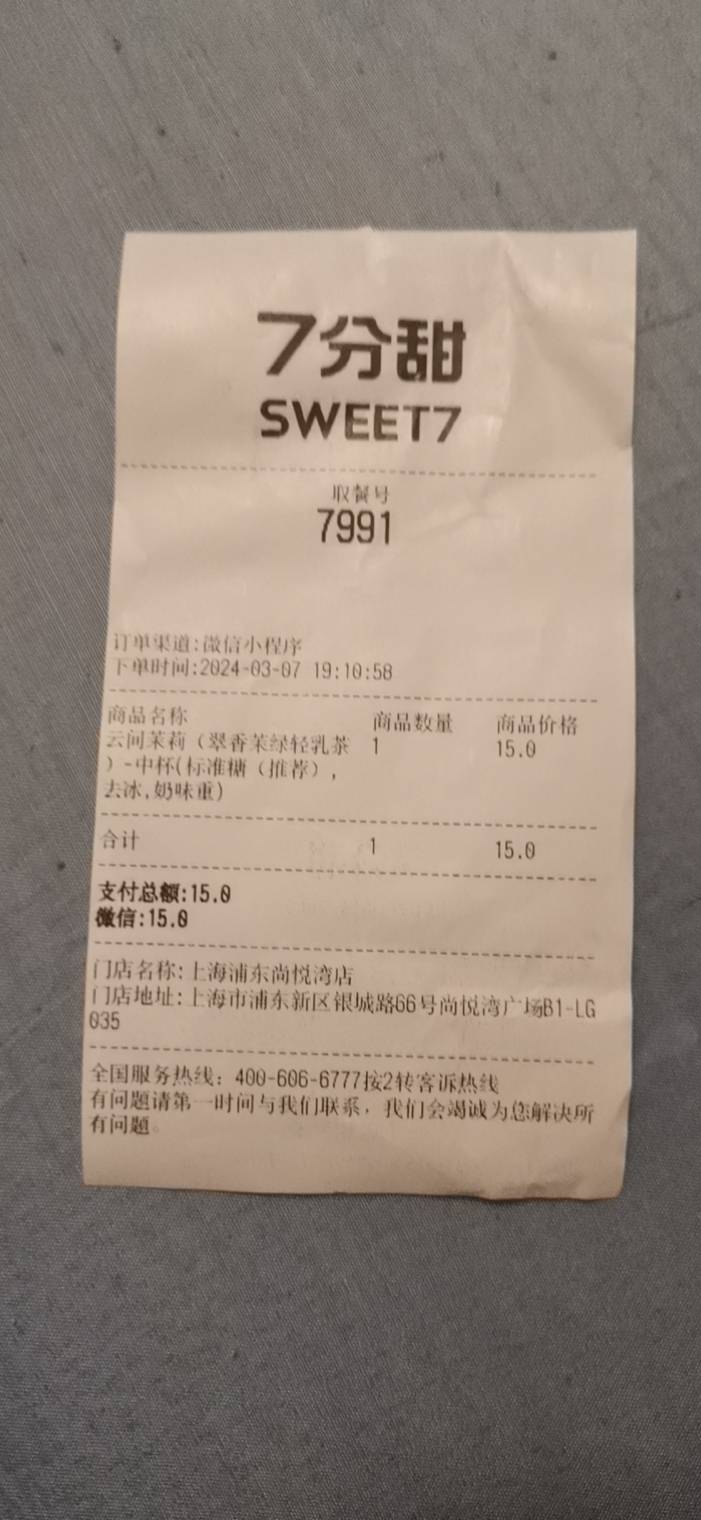 7分甜
SWEET7
取餐号
7991
订单渠道:微信小程序
下单时间:2024-03-07 19:10:58
商品名称 商品数量 商品价格
云间茉莉（翠香茉绿轻乳茶 1 15.0
）-中杯(标准糖（推荐）,
去冰,奶味重)
合计 1 15.0
支付总额:15.0
微信:15.0
门店名称:上海浦东尚悦湾店
门店地址:上海市浦东新区银城路66号尚悦湾广场B1-LG
035
全国服务热线：400-606-6777按2转客诉热线
有问题请第一时间与我们联系，我们会竭诚为您解决所
有问题。